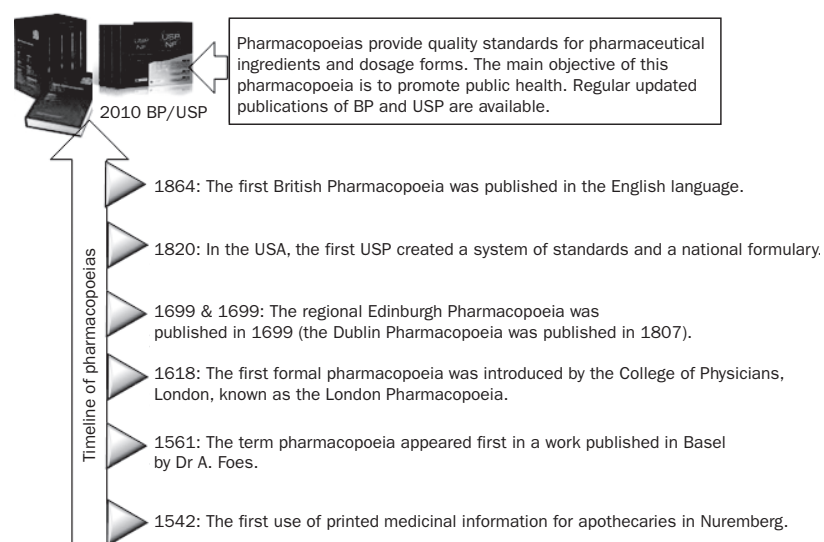 USP
NF
USP
NF
2010 BP/USP
Pharmacopoeias provide quality standards for pharmaceutical
ingredients and dosage forms. The main objective of this
pharmacopoeia is to promote public health. Regular updated
publications of BP and USP are available.
Timeline of pharmacopoeias
1864: The first British Pharmacopoeia was published in the English language.
1820: In the USA, the first USP created a system of standards and a national formulary.
1699 & 1699: The regional Edinburgh Pharmacopoeia was
published in 1699 (the Dublin Pharmacopoeia was published in 1807).
1618: The first formal pharmacopoeia was introduced by the College of Physicians,
London, known as the London Pharmacopoeia.
1561: The term pharmacopoeia appeared first in a work published in Basel
by Dr A. Foes.
1542: The first use of printed medicinal information for apothecaries in Nuremberg.